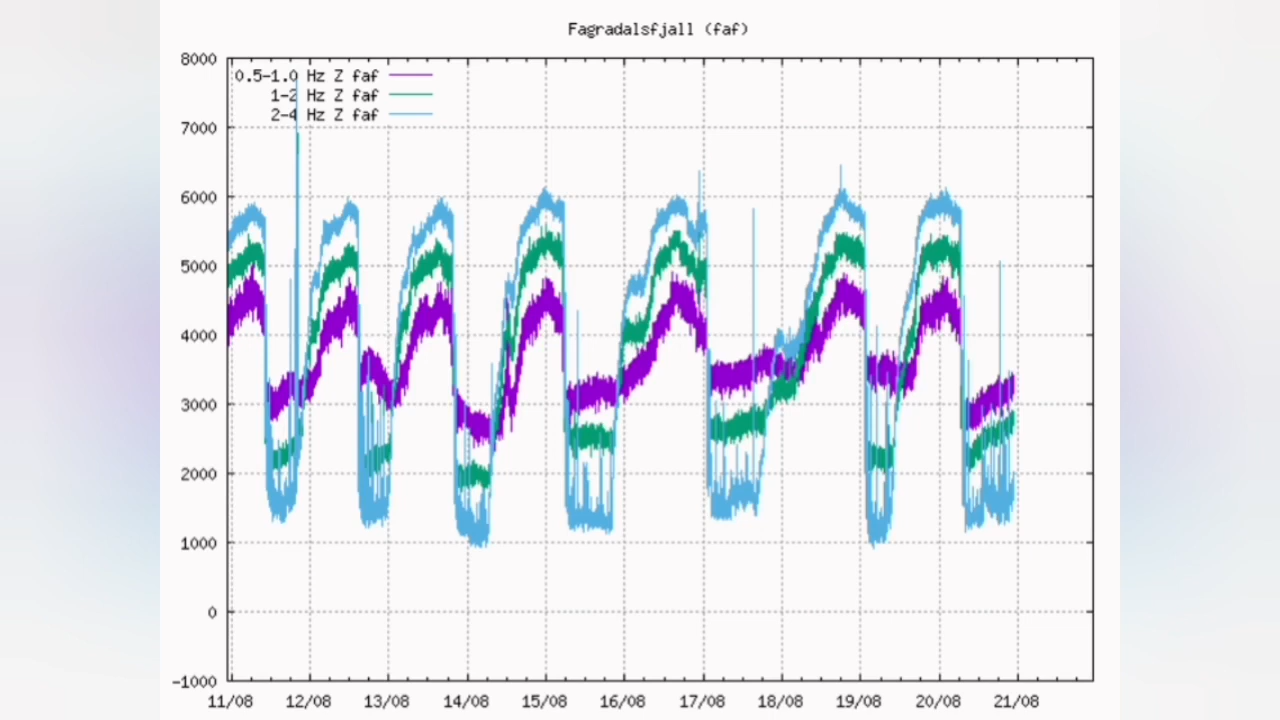 Fagradalsfjall (faf)
8000
0.5-1.0 Hz Z faf
1-2 Hz Z faf
2-4 Hz Z faf
7000
6000
5000
4000
3000
2000
1000
0
-1000
11/08 12/08 13/08 14/08 15/08 16/08 17/08 18/08 19/08 20/08 21/08